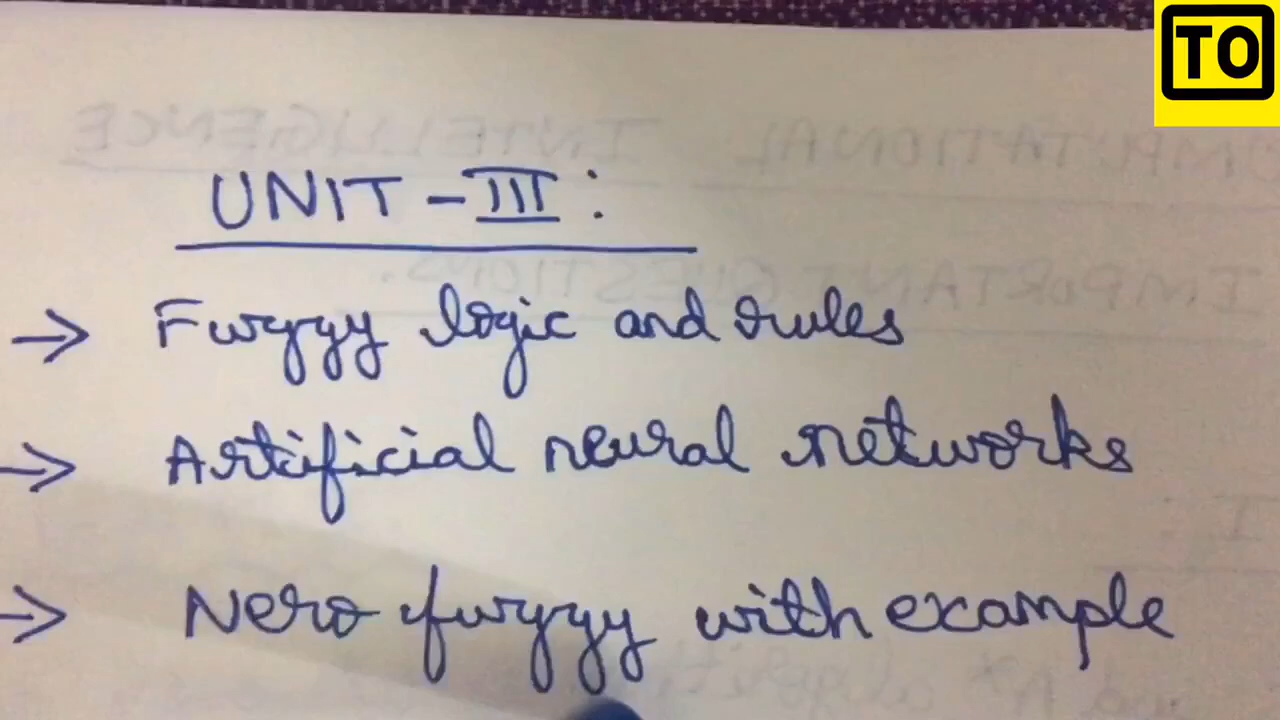 TO
UNIT - III :
→ Fuzzy logic and rules
→ Artificial neural networks
→ Nero fuzzy with example